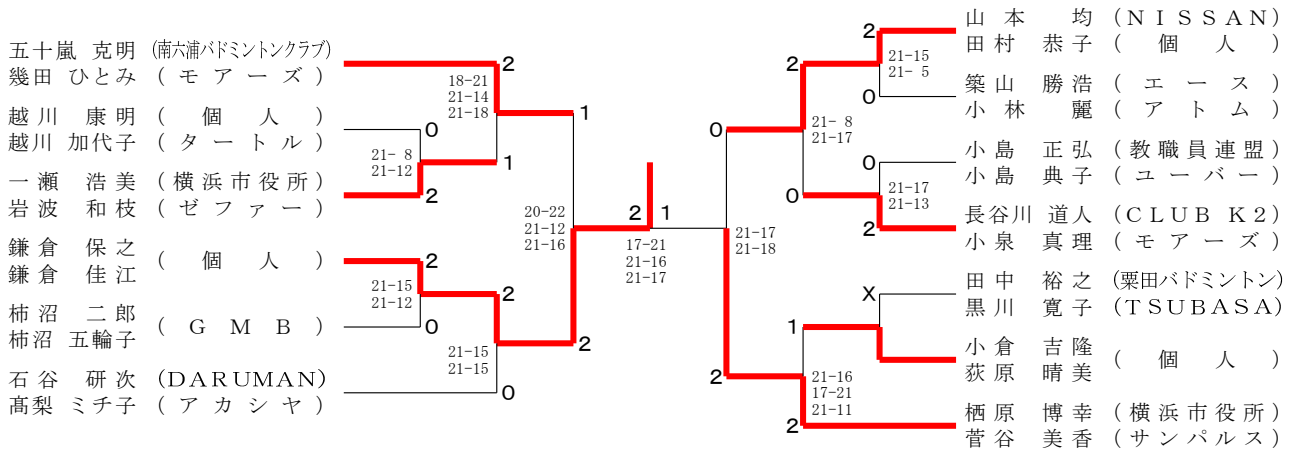 五十嵐 克明 (南六浦バドミントンクラブ)
幾田 ひとみ ( モ ア ー ズ )
越川 康明 ( 個 人 )
越川 加代子 ( タ ー ト ル )
一瀬 浩美 ( 横浜市役所 )
岩波 和枝 ( ゼ フ ァ ー )
鎌倉 保之
鎌倉 佳江
( 個 人 )
柿沼 二郎
柿沼 五輪子
( G M B )
石谷 研次 (DARUMAN)
髙梨 ミチ子 ( ア カ シ ヤ )
2
18-21
21-14
21-18
1
0
21- 8
21-12
1
2
20-22
21-12
21-16
2
21-15
21-12
2
0
2
21-15
21-15
0
2 1
17-21
21-16
21-17
0
21-17
21-18
2
2
21- 8
21-17
0
2
21-15
21- 5
0
0
21-17
21-13
2
X
1
21-16
17-21
21-11
2
山本 均 (NISSAN)
田村 恭子 ( 個 人 )
築山 勝浩 ( エ ー ス )
小林 麗 ( ア ト ム )
小島 正弘 (教職員連盟)
小島 典子 ( ユ ー バ ー )
長谷川 道人 (CLUB K2)
小泉 真理 ( モ ア ー ズ )
田中 裕之 (粟田バドミントン)
黒川 寛子 (TSUBASA)
小倉 吉隆
荻原 晴美
( 個 人 )
栖原 博幸 (横浜市役所)
菅谷 美香 (サンパルス)